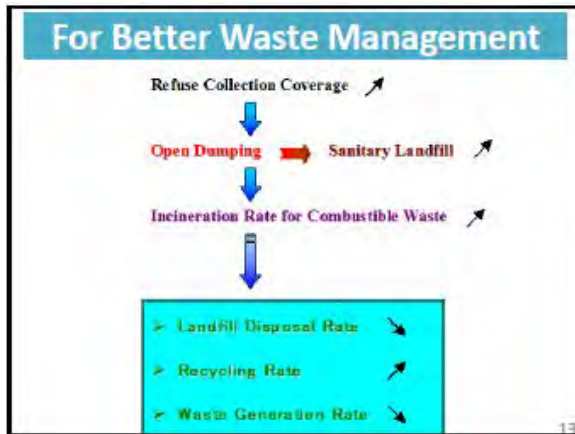 For Better Waste Management
Refuse Collection Coverage
Open Dumping Sanitary Landfill
Incineration Rate for Combustible Waste
➢ Landfill Disposal Rate
➢ Recycling Rate
➢ Waste Generation Rate
13